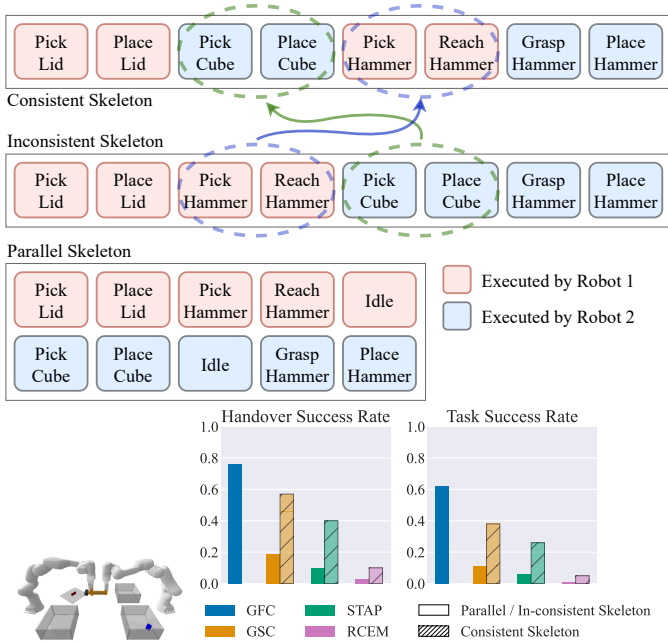 Pick Lid
Place Lid
Pick Cube
Place Cube
Pick Hammer
Reach Hammer
Grasp Hammer
Place Hammer
Consistent Skeleton
Inconsistent Skeleton
Pick Lid
Place Lid
Pick Hammer
Reach Hammer
Pick Cube
Place Cube
Grasp Hammer
Place Hammer
Parallel Skeleton
Pick Lid
Place Lid
Pick Hammer
Reach Hammer
Idle
Pick Cube
Place Cube
Idle
Grasp Hammer
Place Hammer
Executed by Robot 1
Executed by Robot 2
Handover Success Rate
1.0
0.8
0.6
0.4
0.2
0.0
Task Success Rate
1.0
0.8
0.6
0.4
0.2
0.0
GFC
GSC
STAP
RCEM
Parallel / In-consistent Skeleton
Consistent Skeleton